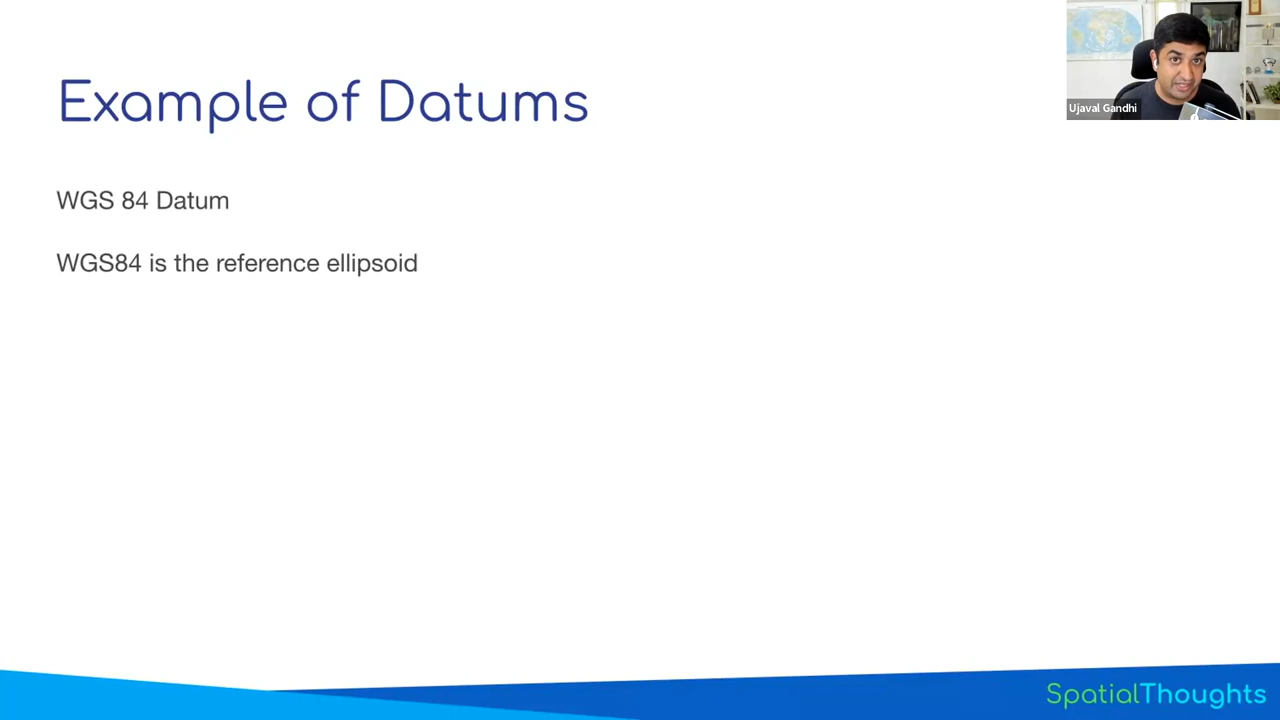 Example of Datums
Ujaval Gandhi
WGS 84 Datum
WGS84 is the reference ellipsoid
SpatialThoughts